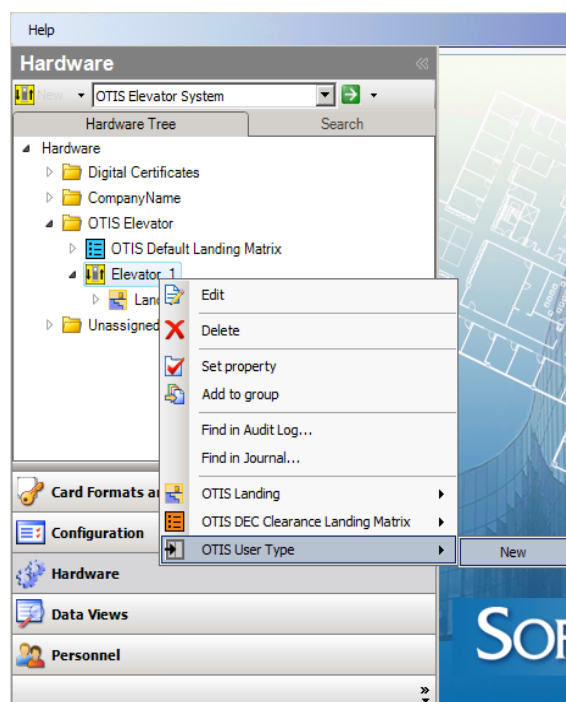 Help
Hardware
New
OTIS Elevator System
Hardware Tree
Search
Hardware
Digital Certificates
CompanyName
OTIS Elevator
OTIS Default Landing Matrix
Elevator 1
Unassigned
Edit
Delete
Set property
Add to group
Find in Audit Log...
Find in Journal...
OTIS Landing
OTIS DEC Clearance Landing Matrix
OTIS User Type
New
Card Formats
Configuration
Hardware
Data Views
Personnel